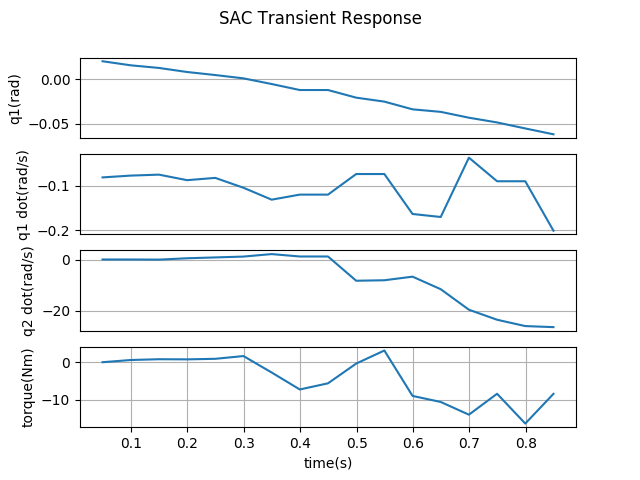 SAC Transient Response
q1(rad)
0.00
−0.05
q1 dot(rad/s)
−0.1
−0.2
q2 dot(rad/s)
0
−20
torque(Nm)
0
−10
0.1 0.2 0.3 0.4 0.5 0.6 0.7 0.8
time(s)